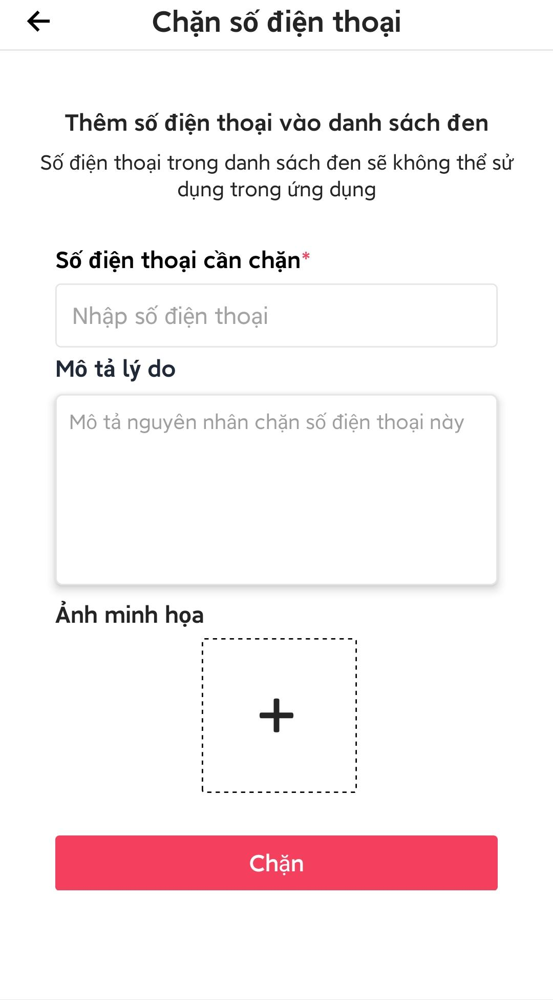 Chặn số điện thoại
Thêm số điện thoại vào danh sách đen
Số điện thoại trong danh sách đen sẽ không thể sử
dụng trong ứng dụng
Số điện thoại cần chặn*
Nhập số điện thoại
Mô tả lý do
Mô tả nguyên nhân chặn số điện thoại này
Ảnh minh họa
Chặn